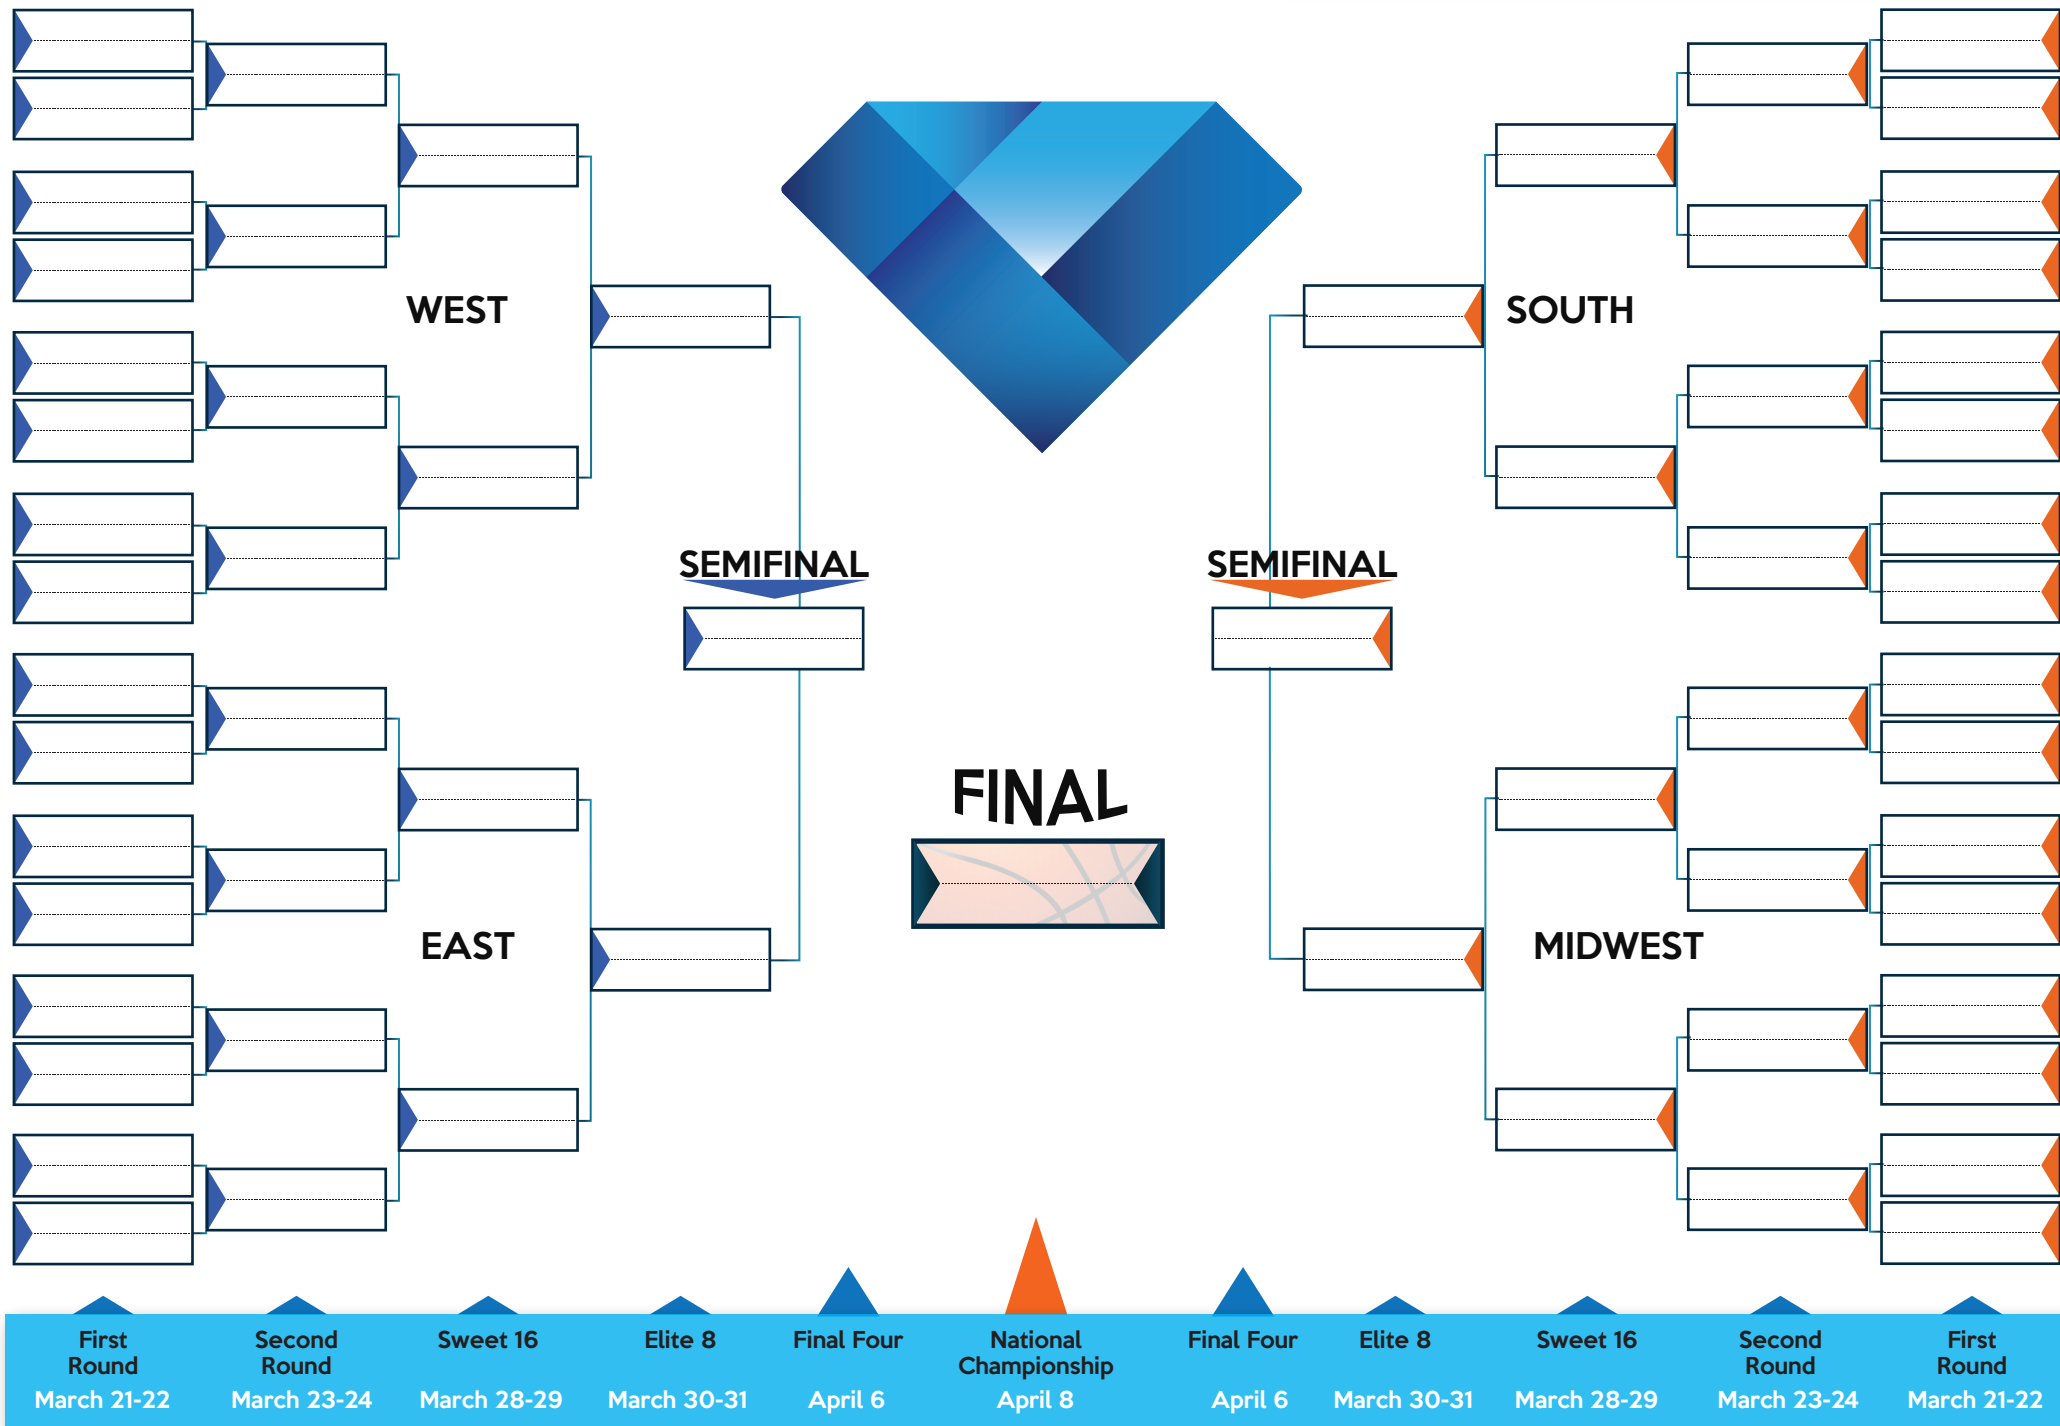 WEST
SOUTH
SEMIFINAL
SEMIFINAL
FINAL
EAST
MIDWEST
First
Round
March 21-22
Second
Round
March 23-24
Sweet 16
March 28-29
Elite 8
March 30-31
Final Four
April 6
National
Championship
April 8
Final Four
April 6
Elite 8
March 30-31
Sweet 16
March 28-29
Second
Round
March 23-24
First
Round
March 21-22